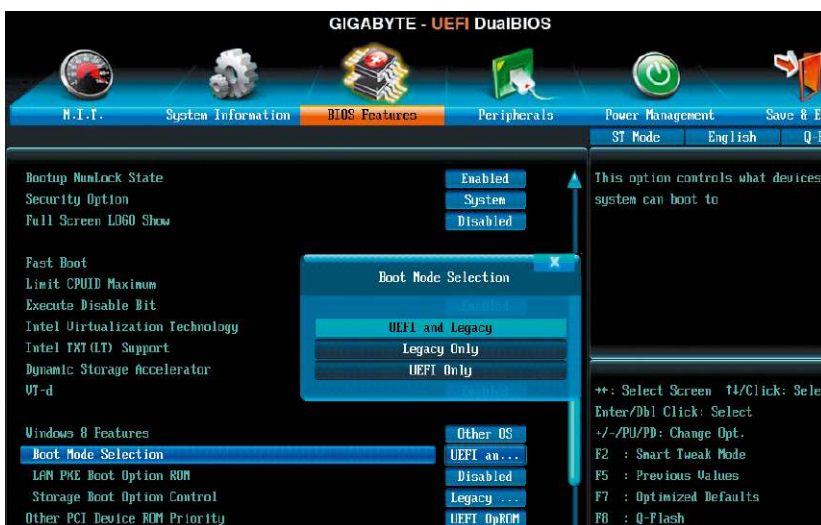 GIGABYTE - UEFI DualBIOS
M.I.T.
System Information
BIOS Features
Peripherals
Power Management
Save & E
ST Mode
English
Q-
Bootup NumLock State
Enabled
Security Option
System
Full Screen LOGO Show
Disabled
Fast Boot
Limit CPUID Maximum
Execute Disable Bit
Intel Virtualization Technology
Intel TXT(LT) Support
Dynamic Storage Accelerator
VT-d
Windows 8 Features
Other OS
Boot Mode Selection
UEFI an...
LAN PXE Boot Option ROM
Disabled
Storage Boot Option Control
Legacy ...
Other PCI Device ROM Priority
UEFI OpROM
X
Boot Mode Selection
UEFI and Legacy
Legacy Only
UEFI Only
This option controls what devices
system can boot to
↔: Select Screen ↑↓/Click: Sele
Enter/Dbl Click: Select
+/-/PU/PD: Change Opt.
F2 : Smart Tweak Mode
F5 : Previous Values
F7 : Optimized Defaults
F8 : Q-Flash